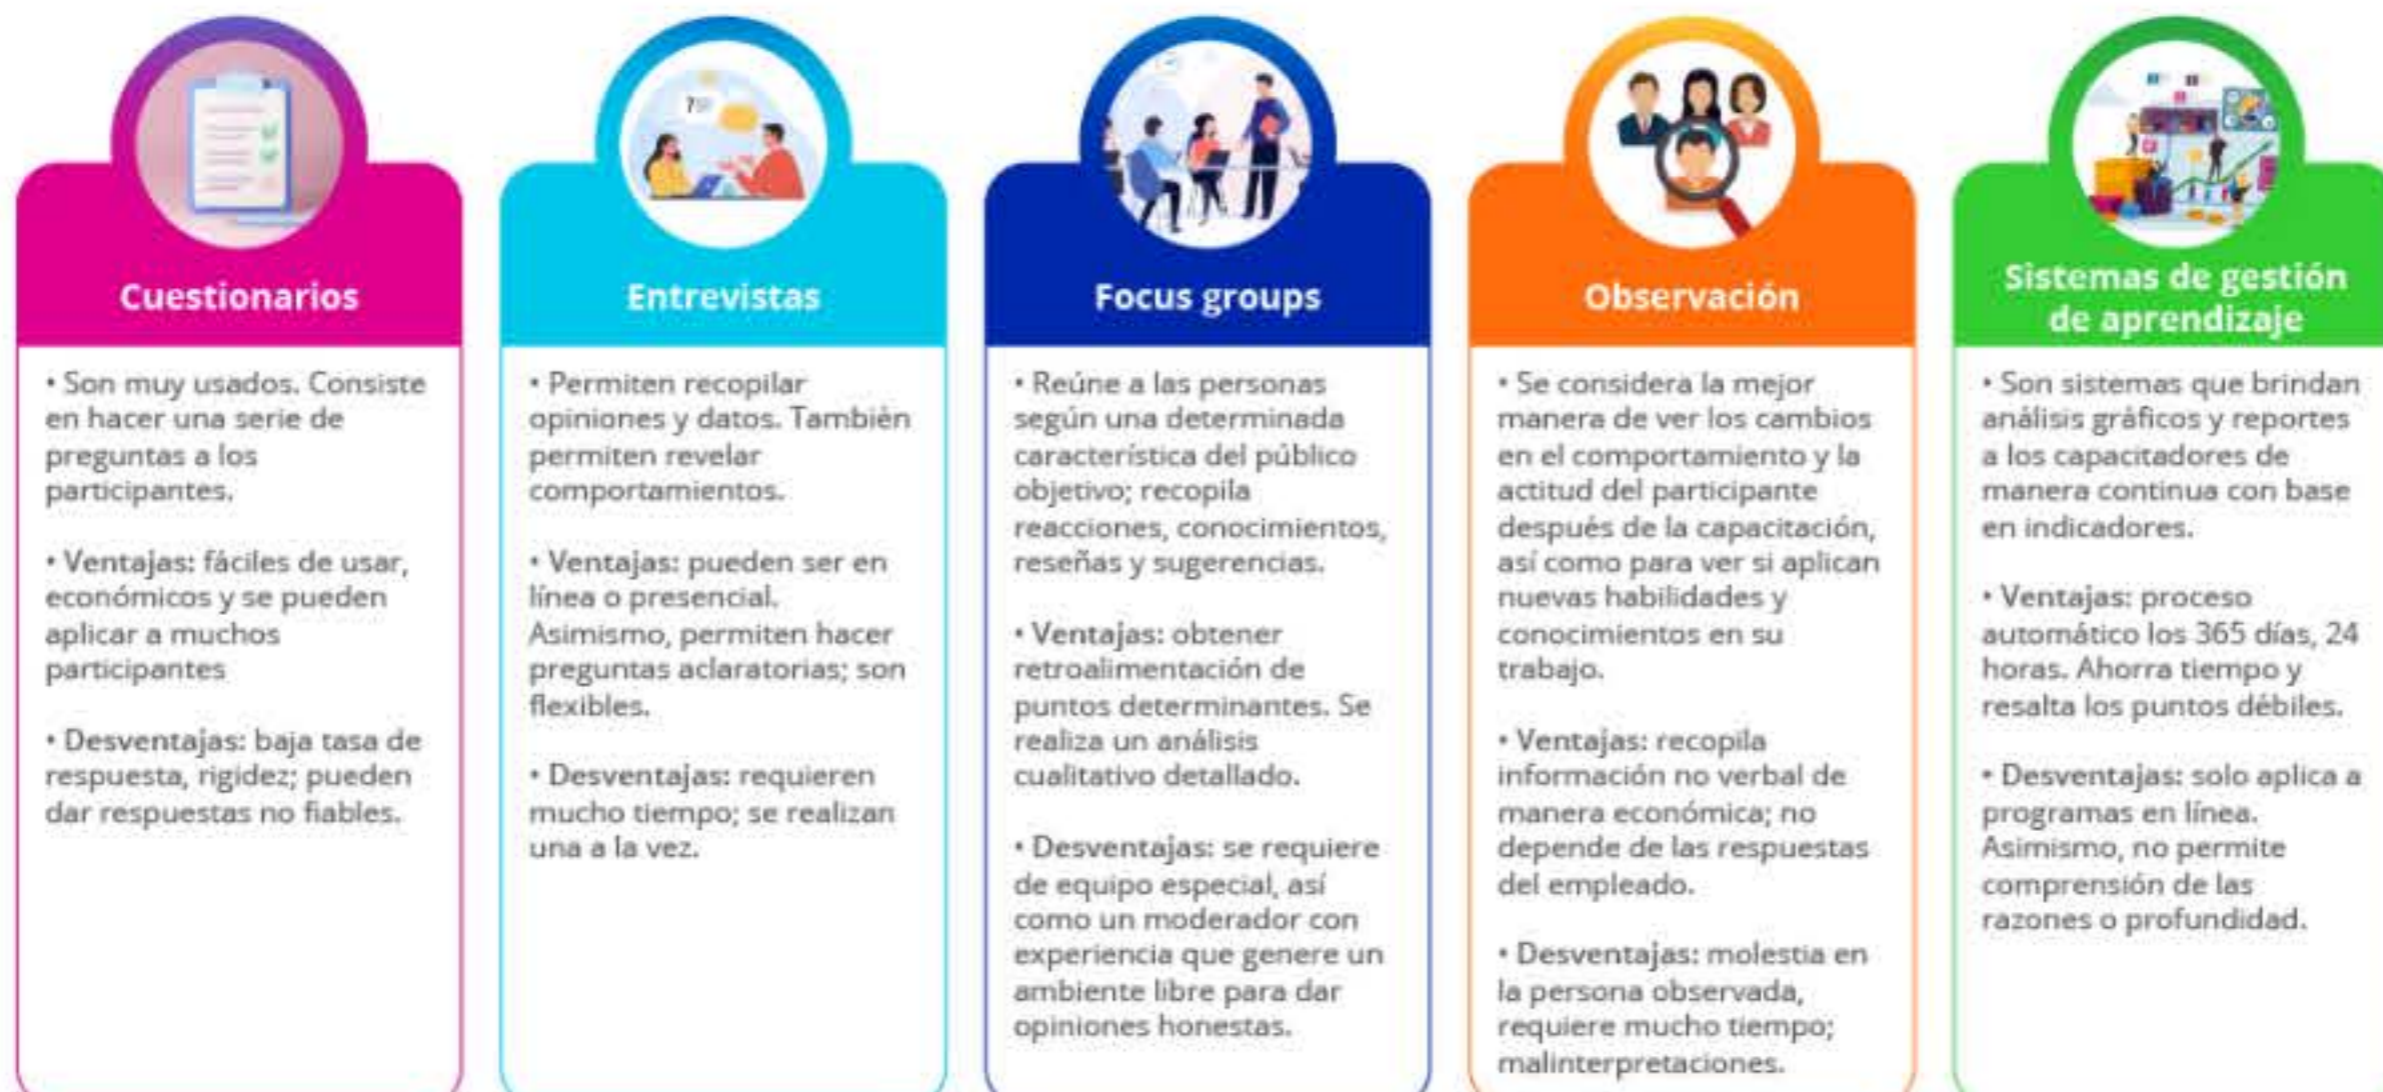 Cuestionarios
• Son muy usados. Consiste
en hacer una serie de
preguntas a los
participantes.
• Ventajas: fáciles de usar,
económicos y se pueden
aplicar a muchos
participantes
• Desventajas: baja tasa de
respuesta, rigidez; pueden
dar respuestas no fiables.
Entrevistas
• Permiten recopilar
opiniones y datos. También
permiten revelar
comportamientos.
• Ventajas: pueden ser en
línea o presencial.
Asimismo, permiten hacer
preguntas aclaratorias; son
flexibles.
• Desventajas: requieren
mucho tiempo; se realizan
una a la vez.
Focus groups
• Reúne a las personas
según una determinada
característica del público
objetivo; recopila
reacciones, conocimientos,
reseñas y sugerencias.
• Ventajas: obtener
retroalimentación de
puntos determinantes. Se
realiza un análisis
cualitativo detallado.
• Desventajas: se requiere
de equipo especial, así
como un moderador con
experiencia que genere un
ambiente libre para dar
opiniones honestas.
Observación
• Se considera la mejor
manera de ver los cambios
en el comportamiento y la
actitud del participante
después de la capacitación,
así como para ver si aplican
nuevas habilidades y
conocimientos en su
trabajo.
• Ventajas: recopila
información no verbal de
manera económica; no
depende de las respuestas
del empleado.
• Desventajas: molestia en
la persona observada,
requiere mucho tiempo;
malinterpretaciones.
Sistemas de gestión
de aprendizaje
• Son sistemas que brindan
análisis gráficos y reportes
a los capacitadores de
manera continua con base
en indicadores.
• Ventajas: proceso
automático los 365 días, 24
horas. Ahorra tiempo y
resalta los puntos débiles.
• Desventajas: solo aplica a
programas en línea.
Asimismo, no permite
comprensión de las
razones o profundidad.